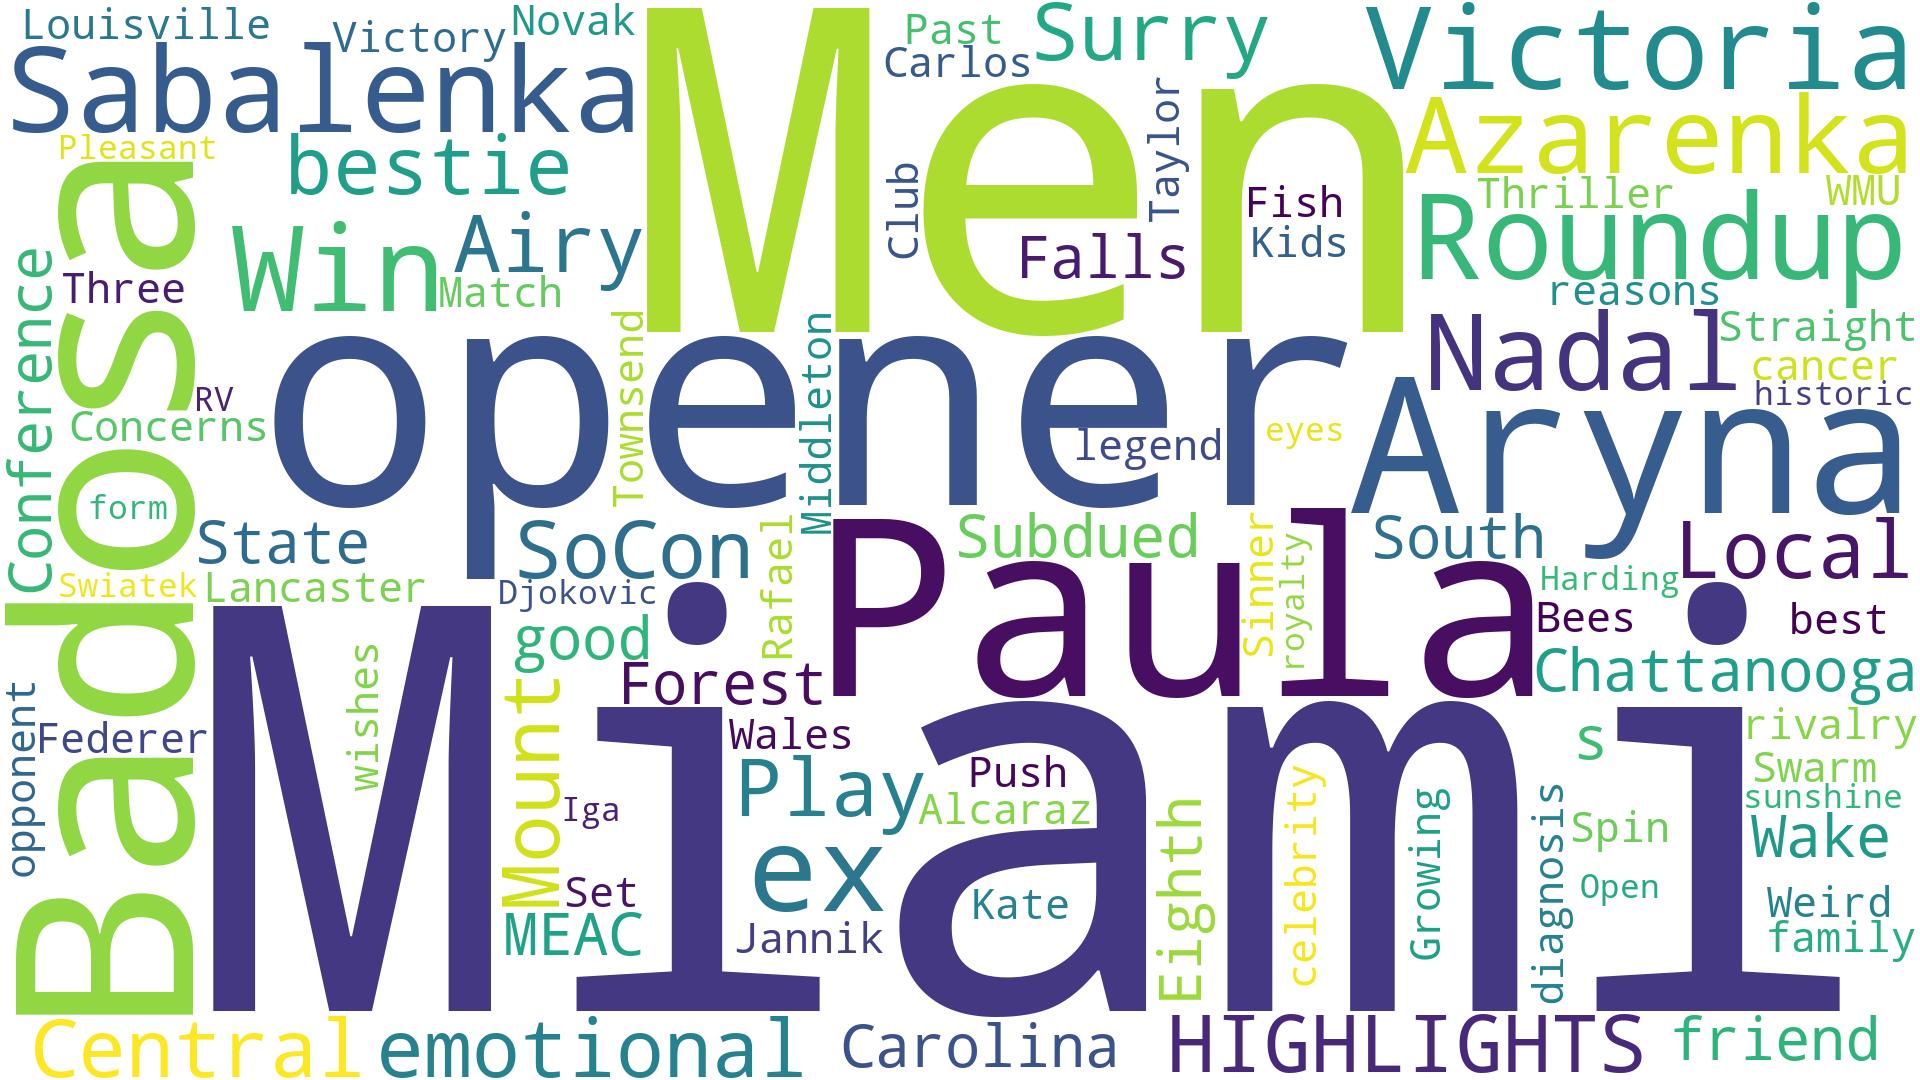 Louisville
Victory
Novak
Men
Past
Surry
Victoria
Sabalenka
Carlos
Taylor
Azarenka
Pleasant
bestie
Club
Fish
Thriller
WMU
Badosa
Win
Airy
Falls
Kids
Roundup
Conference
Three
Match
reasons
Townsend
Middleton
Nadal
Straight
opener
cancer
RV
historic
Concerns
legend
eyes
Aryna
form
State
SoCon
Rafael
Paula
Subdued
Sinner
royalty
South
Local
Swiatek
Lancaster
Djokovic
Harding
Miami
good
Bees
best
wishes
Forest
Chattanooga
opponent
Federer
Mount
Wales
s
rivalry
Iga
Play
Push
Alcaraz
Eighth
celebrity
Growing
diagnosis
Spin
Swarm
sunshine
Wake
ex
Set
Kate
Open
Weird
MEAC
Jannik
family
Central
emotional
Carolina
HIGHLIGHTS
friend